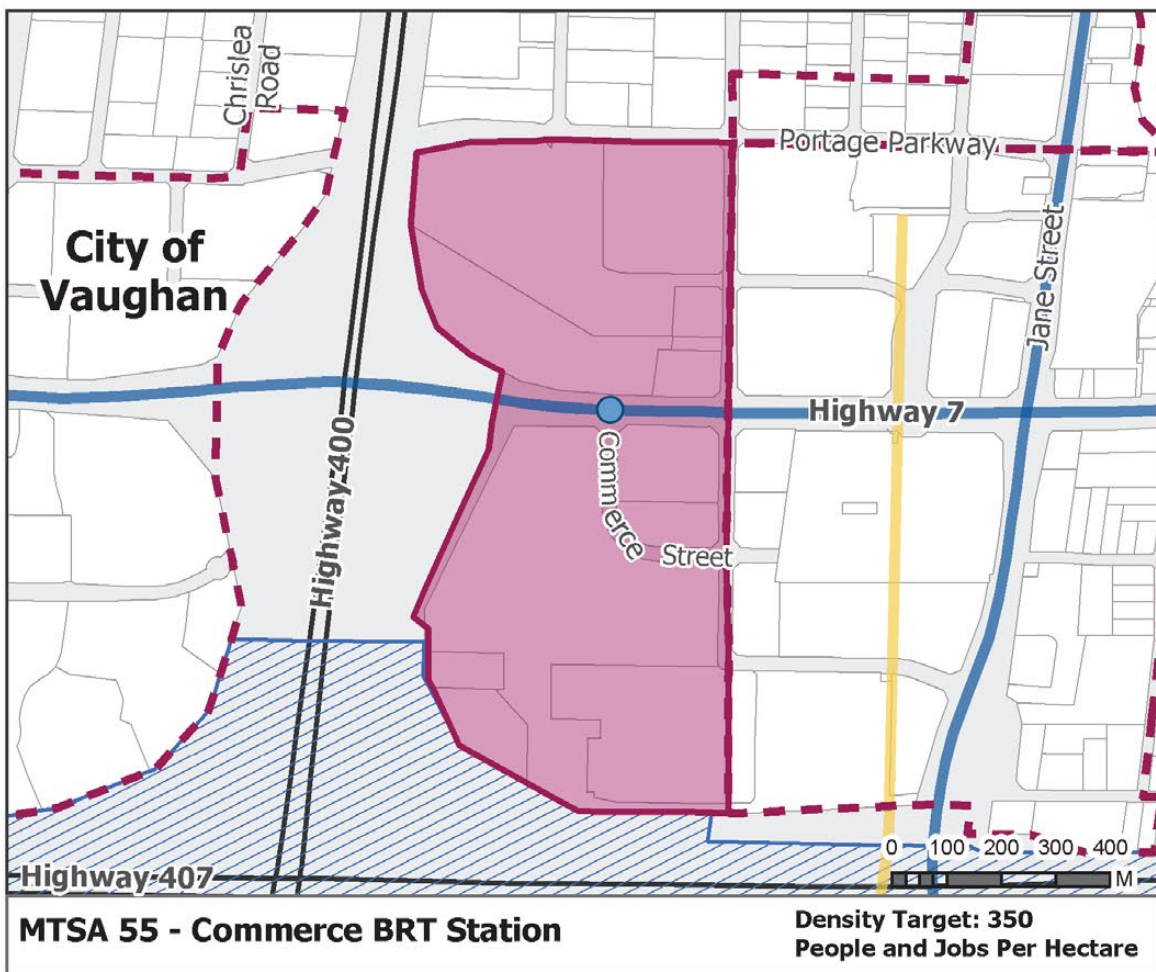 Chrislea
Road
Portage Parkway
City of
Vaughan
Jane Street
Highway 7
Highway 400
Commerce
Street
0 100 200 300 400
M
Highway 407
MTSA 55 - Commerce BRT Station
Density Target: 350
People and Jobs Per Hectare